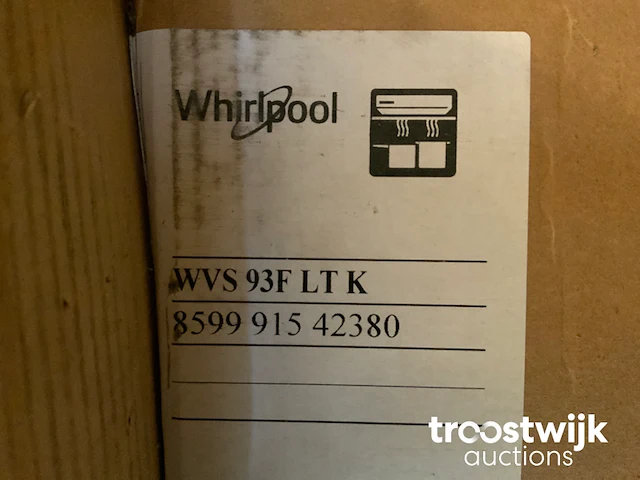 Whirlpool
WVS 93F LT K
8599 915 42380
troostwijk
auctions